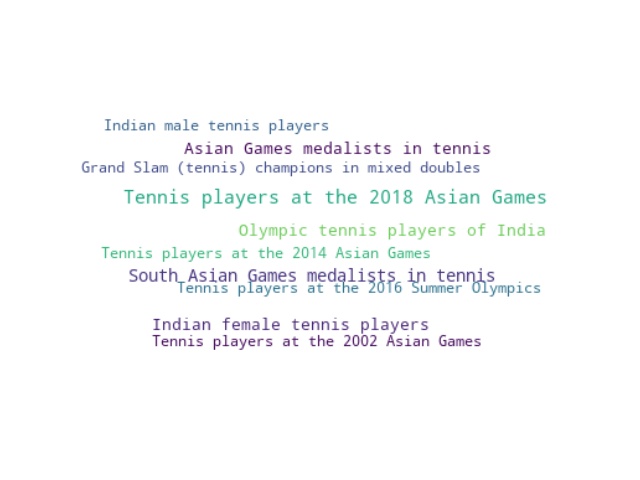 Indian male tennis players
Asian Games medalists in tennis
Grand Slam (tennis) champions in mixed doubles
Tennis players at the 2018 Asian Games
Olympic tennis players of India
Tennis players at the 2014 Asian Games
South Asian Games medalists in tennis
Tennis players at the 2016 Summer Olympics
Indian female tennis players
Tennis players at the 2002 Asian Games